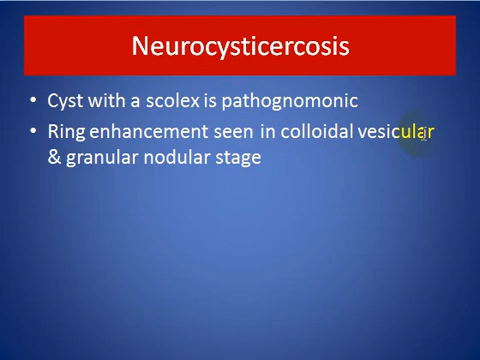 Neurocysticercosis
• Cyst with a scolex is pathognomonic
• Ring enhancement seen in colloidal vesicular
& granular nodular stage